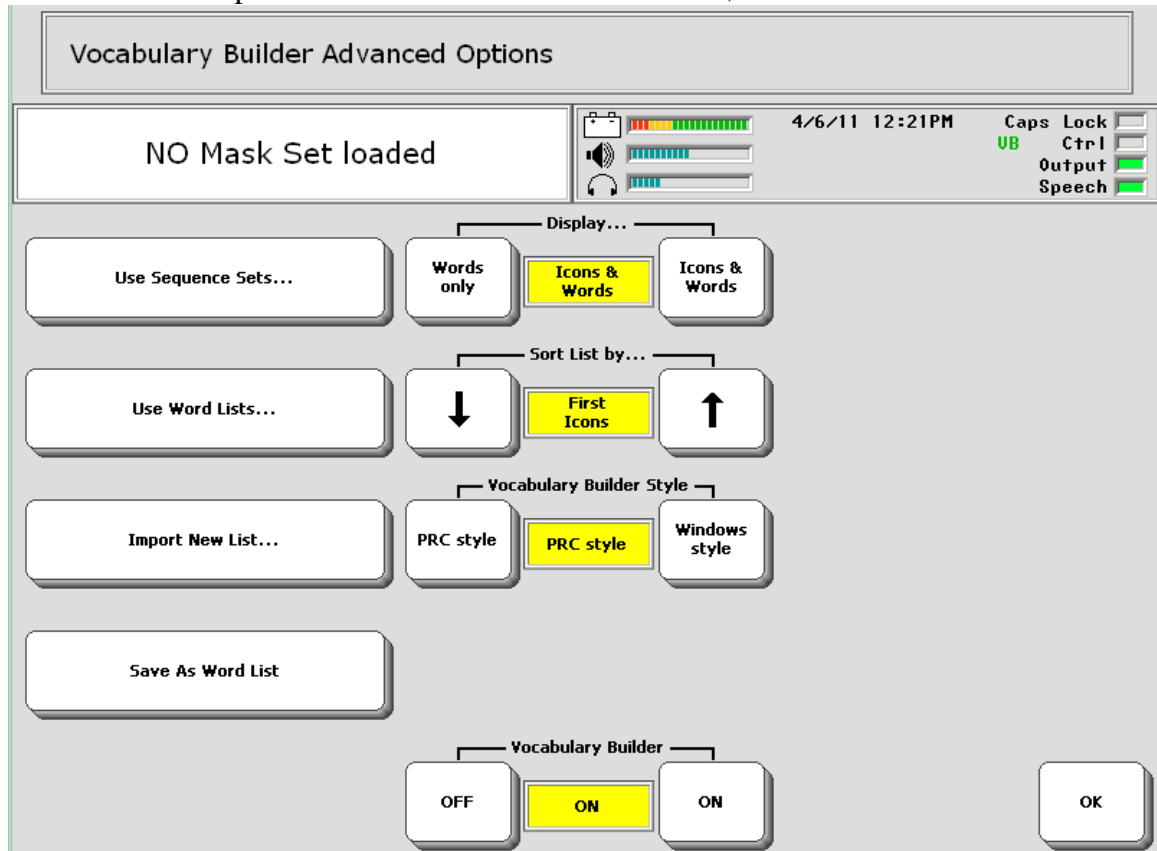 Vocabulary Builder Advanced Options
NO Mask Set loaded
4/6/11 12:21PM
Caps Lock
VB Ctrl
Output
Speech
Display...
Use Sequence Sets...
Words only
Icons & Words
Icons & Words
Sort List by...
Use Word Lists...
↓
First Icons
↑
Vocabulary Builder Style
Import New List...
PRC style
PRC style
Windows style
Save As Word List
Vocabulary Builder
OFF
ON
ON
OK